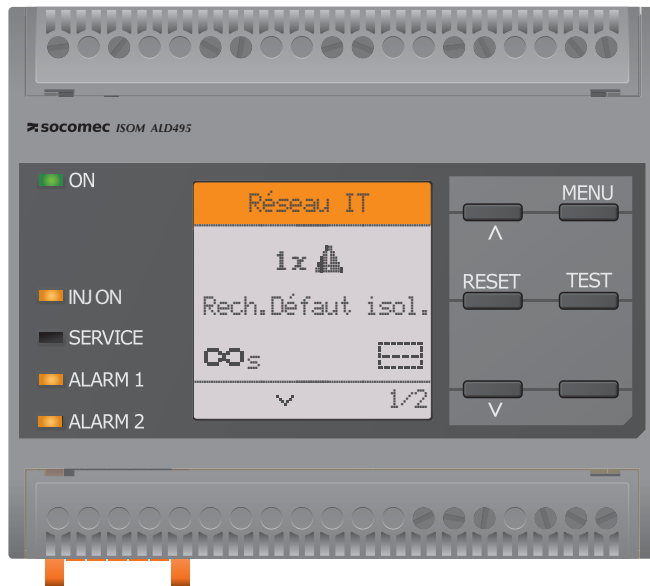 socomec ISOM ALD495
ON
INJ ON
SERVICE
ALARM 1
ALARM 2
Réseau IT
1x
Rech.Défaut isol.
∞s
1/2
MENU
RESET TEST